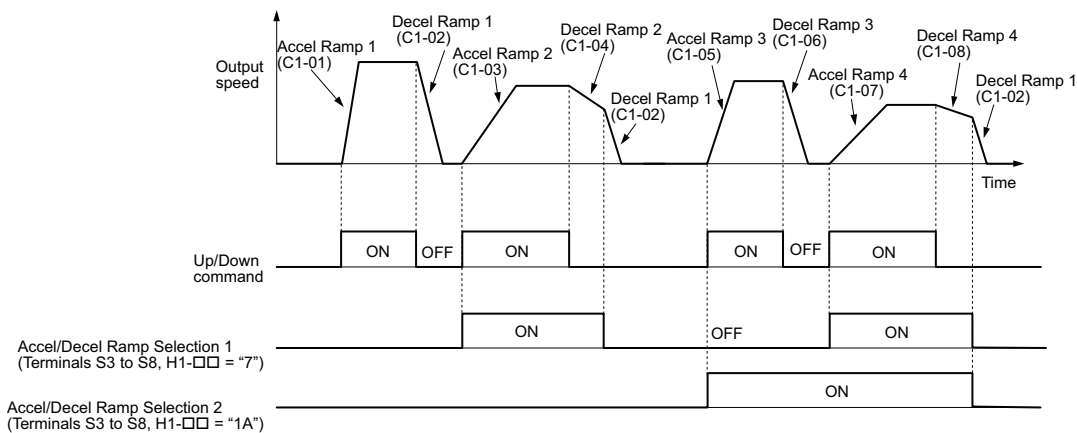 Output
speed
Accel Ramp 1
(C1-01)
Decel Ramp 1
(C1-02)
Accel Ramp 2
(C1-03)
Decel Ramp 2
(C1-04)
Decel Ramp 1
(C1-02)
Accel Ramp 3
(C1-05)
Decel Ramp 3
(C1-06)
Accel Ramp 4
(C1-07)
Decel Ramp 4
(C1-08)
Decel Ramp 1
(C1-02)
Time
Up/Down
command
ON
OFF
ON
ON
OFF
ON
Accel/Decel Ramp Selection 1
(Terminals S3 to S8, H1-□□ = “7”)
ON
OFF
ON
Accel/Decel Ramp Selection 2
(Terminals S3 to S8, H1-□□ = “1A”)
ON